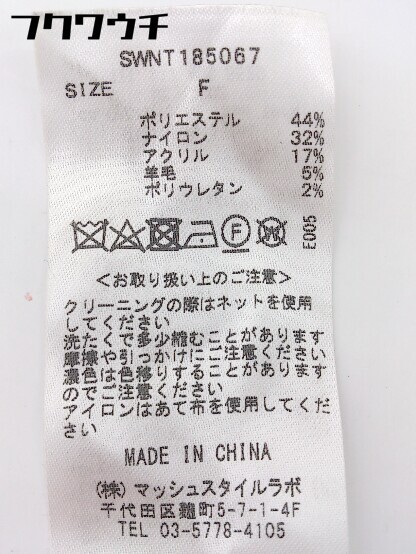 フクワウチ
SWNT185067
SIZE F
ポリエステル 44%
ナイロン 32%
アクリル 17%
羊毛 5%
ポリウレタン 2%
F W E005
<お取り扱い上のご注意>
クリーニングの際はネットを使用
してください
洗たくで多少縮むことがあります
摩擦や引っかけにご注意ください
濃色は色移りすることがあります
のでご注意ください
アイロンはあて布を使用してくだ
さい
MADE IN CHINA
(株) マッシュスタイルラボ
千代田区麹町5-7-1-4F
TEL 03-5778-4105